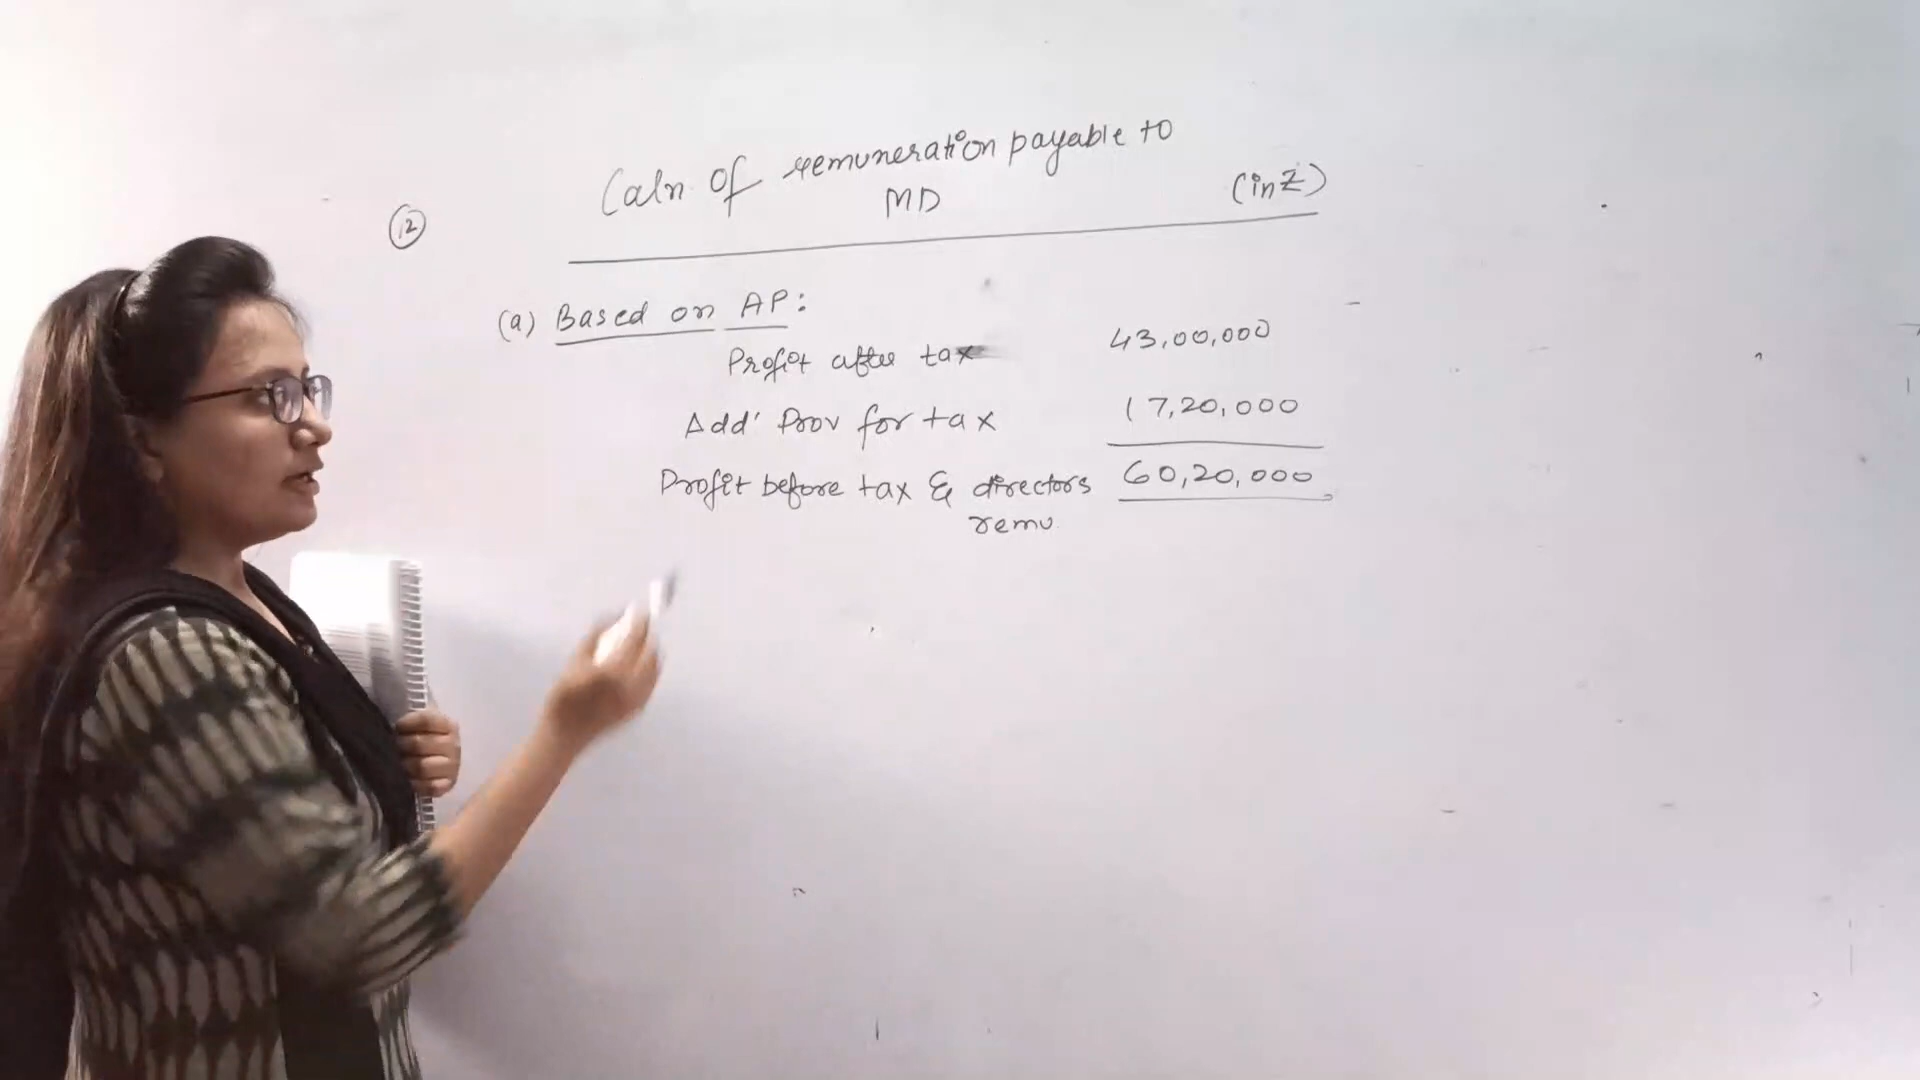 12
Caln. of remuneration payable to
MD (in ₹)
(a) Based on AP:
Profit after tax 43,00,000
Add: Prov for tax 17,20,000
Profit before tax & directors 60,20,000
remu.